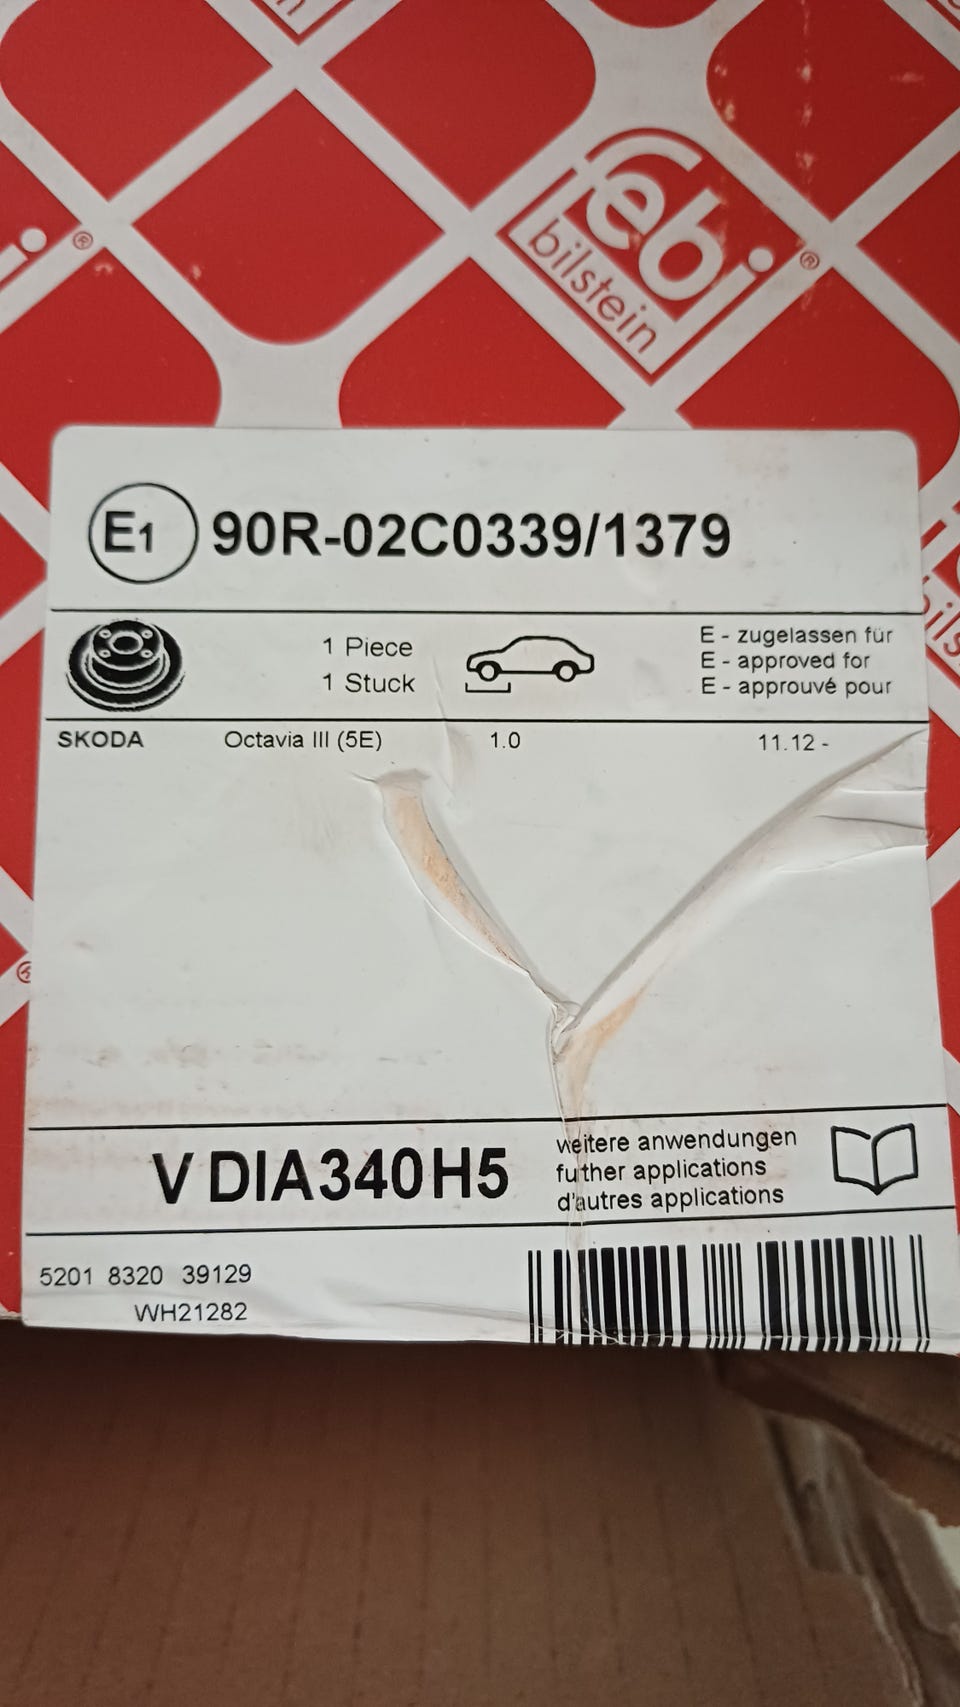 febi®
bilstein
E1 90R-02C0339/1379
1 Piece
1 Stuck
E - zugelassen für
E - approved for
E - approuvé pour
SKODA Octavia III (5E) 1.0 11.12 -
V DIA340H5
weitere anwendungen
futher applications
d'autres applications
5201 8320 39129
WH21282